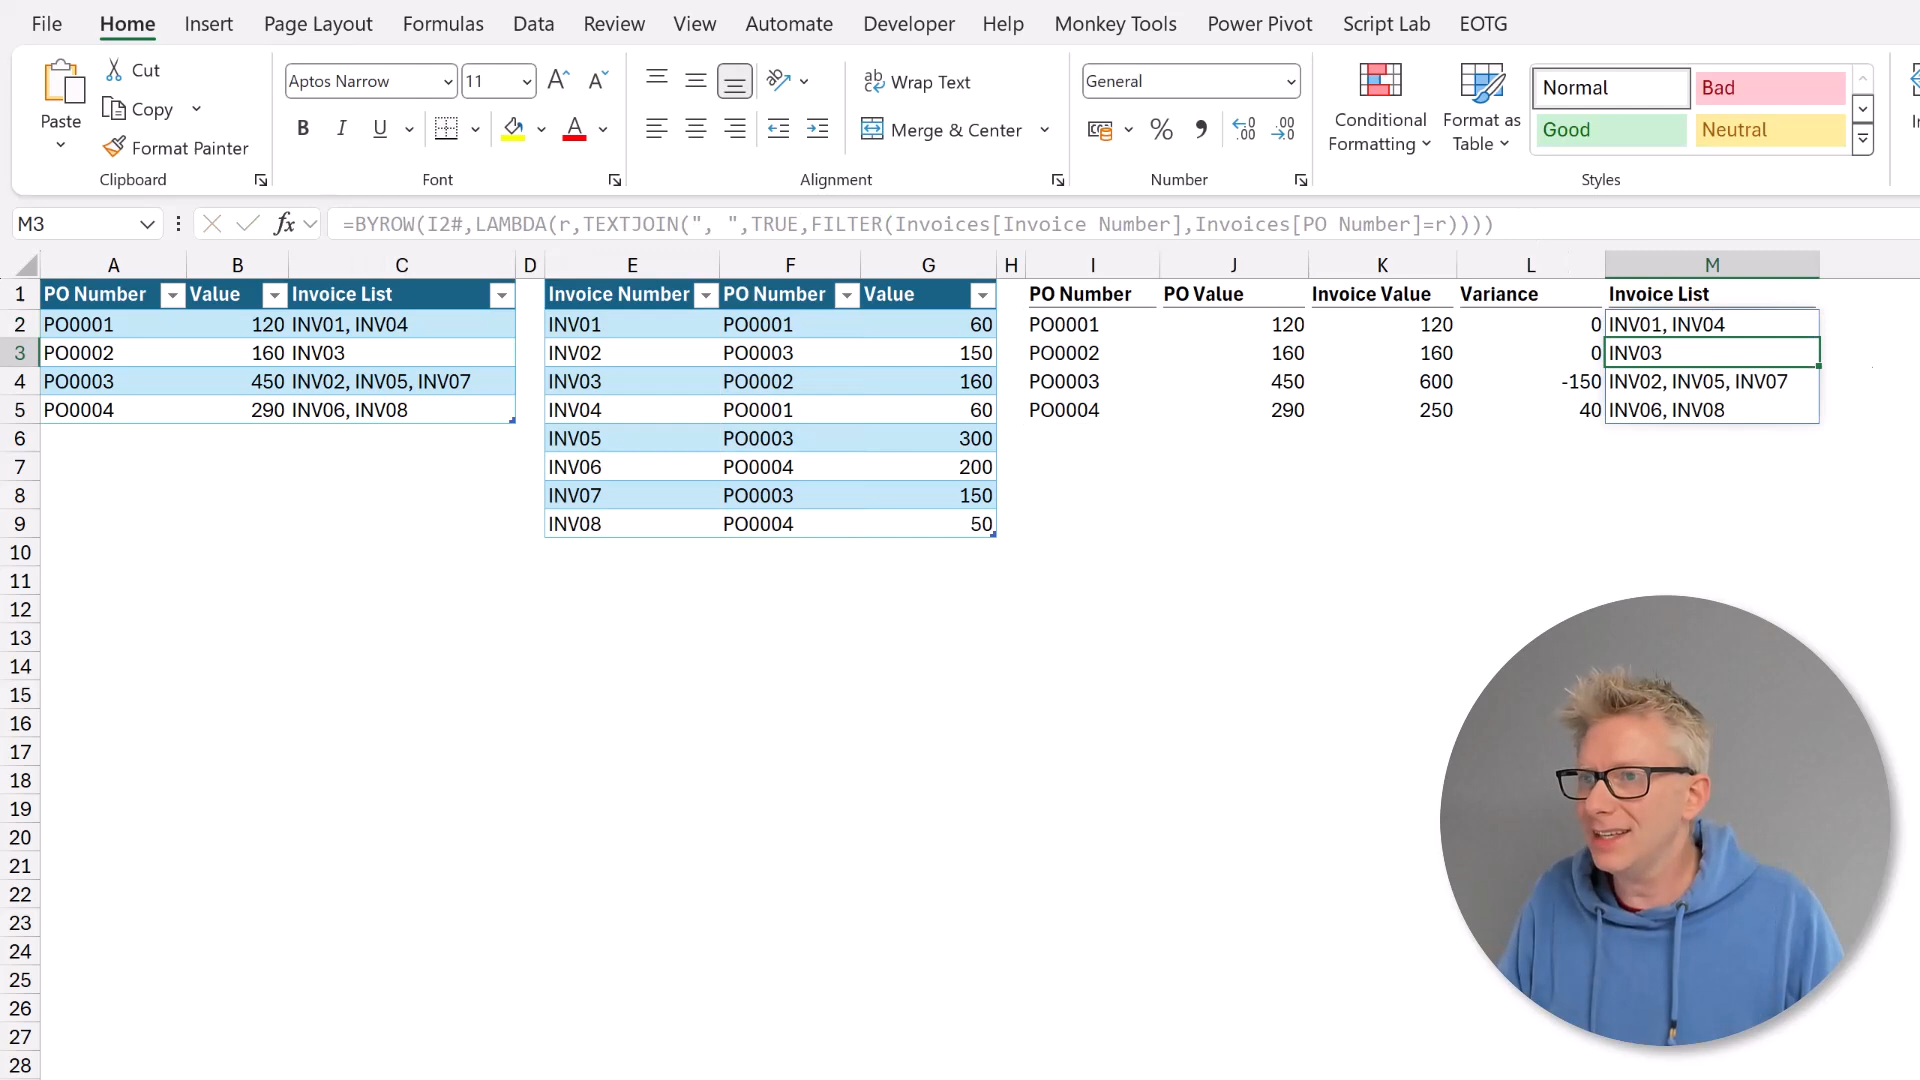 File Home Insert Page Layout Formulas Data Review View Automate Developer Help Monkey Tools Power Pivot Script Lab EOTG
Paste
Cut
Copy
Format Painter
Clipboard
Aptos Narrow 11
B I U
Font
Wrap Text
Merge & Center
Alignment
General
Number
Conditional Formatting
Format as Table
Normal Bad
Good Neutral
Styles
M3 fx =BYROW(I2#,LAMBDA(r,TEXTJOIN(", ",TRUE,FILTER(Invoices[Invoice Number],Invoices[PO Number]=r))))
A B C D E F G H I J K L M
1 PO Number Value Invoice List Invoice Number PO Number Value PO Number PO Value Invoice Value Variance Invoice List
2 PO0001 120 INV01, INV04 INV01 PO0001 60 PO0001 120 120 0 INV01, INV04
3 PO0002 160 INV03 INV02 PO0003 150 PO0002 160 160 0 INV03
4 PO0003 450 INV02, INV05, INV07 INV03 PO0002 160 PO0003 450 600 -150 INV02, INV05, INV07
5 PO0004 290 INV06, INV08 INV04 PO0001 60 PO0004 290 250 40 INV06, INV08
6 INV05 PO0003 300
7 INV06 PO0004 200
8 INV07 PO0003 150
9 INV08 PO0004 50
10
11
12
13
14
15
16
17
18
19
20
21
22
23
24
25
26
27
28